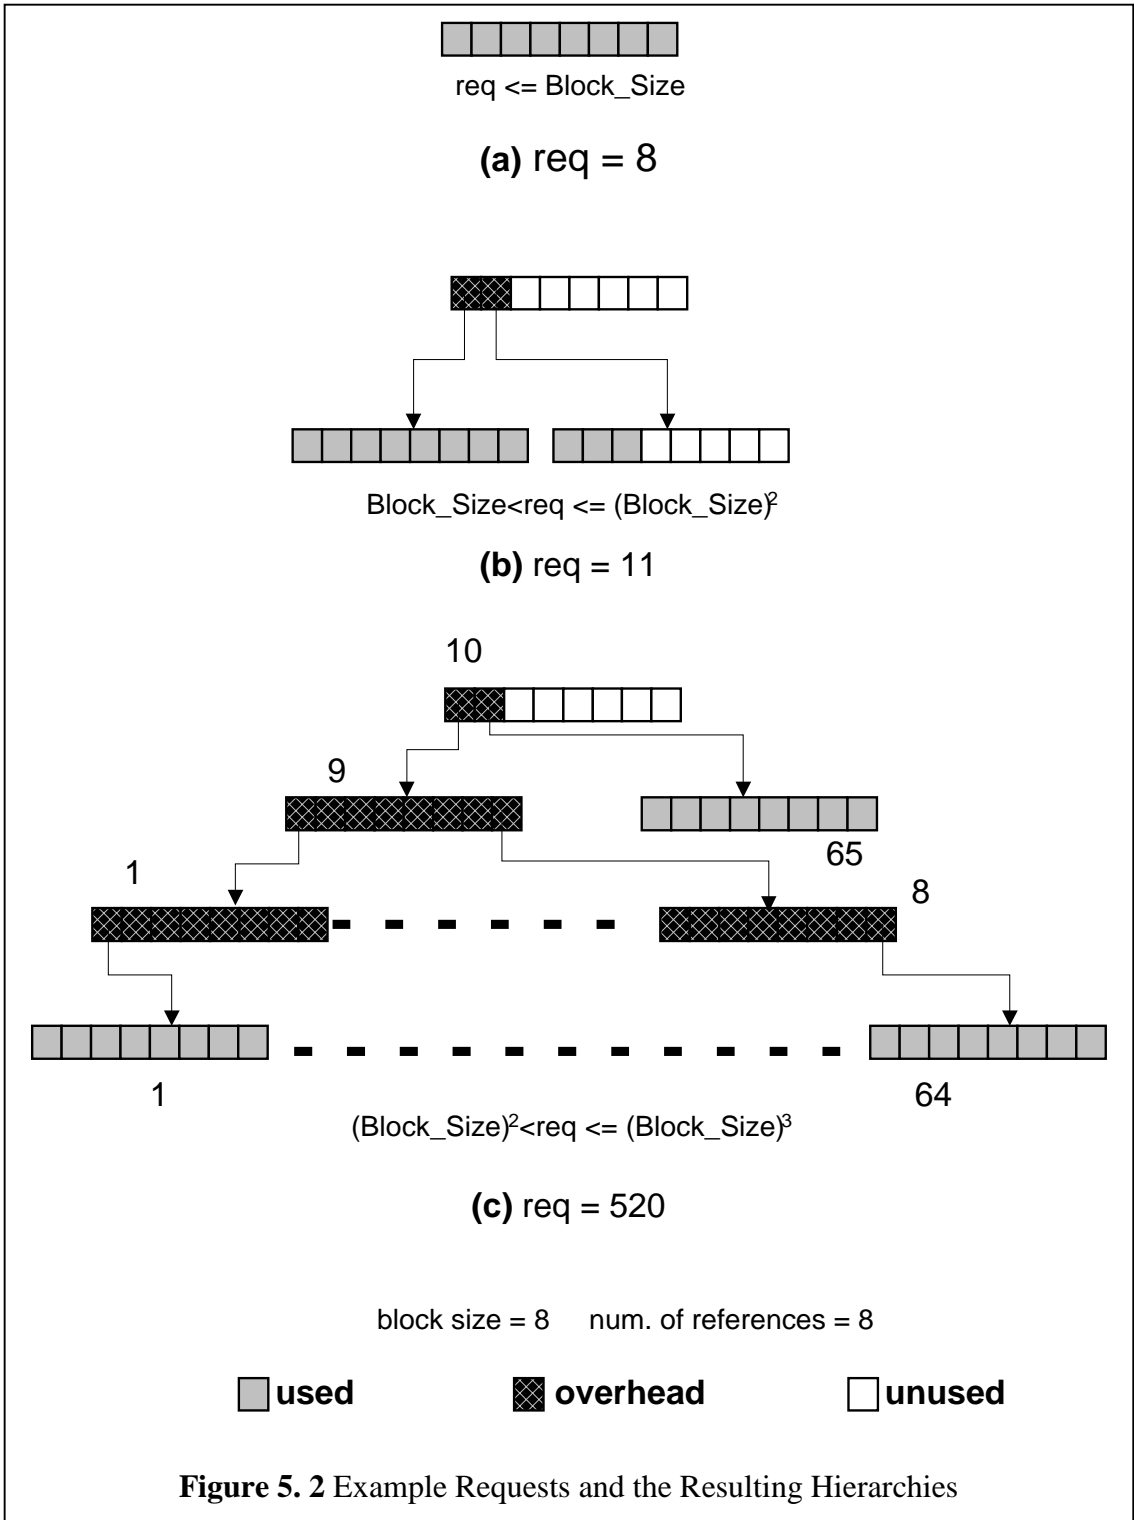 req <= Block_Size
(a) req = 8
Block_Size<req <= (Block_Size)²
(b) req = 11
10
9
65
1
8
1
64
(Block_Size)²<req <= (Block_Size)³
(c) req = 520
block size = 8 num. of references = 8
used overhead unused
Figure 5. 2 Example Requests and the Resulting Hierarchies